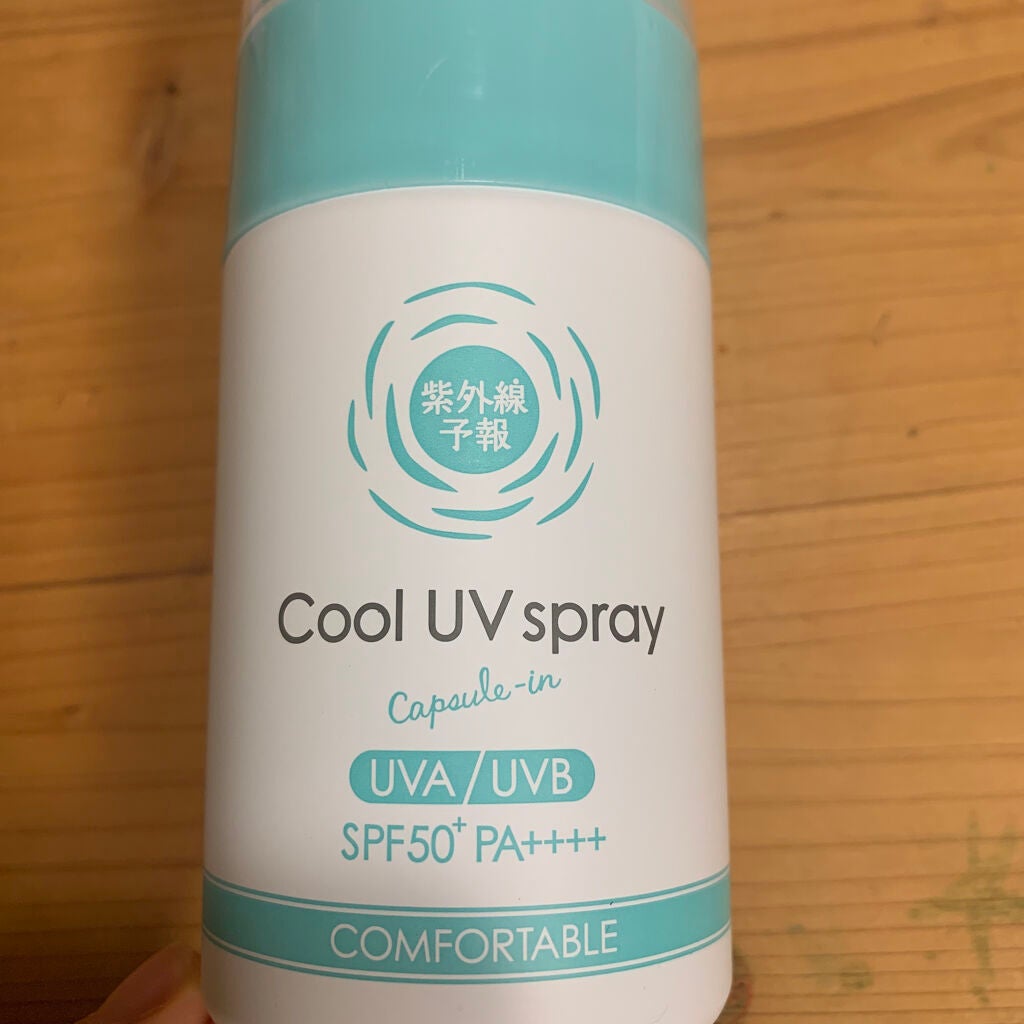 紫外線
予報
Cool UV spray
Capsule-in
UVA/UVB
SPF50⁺ PA++++
COMFORTABLE